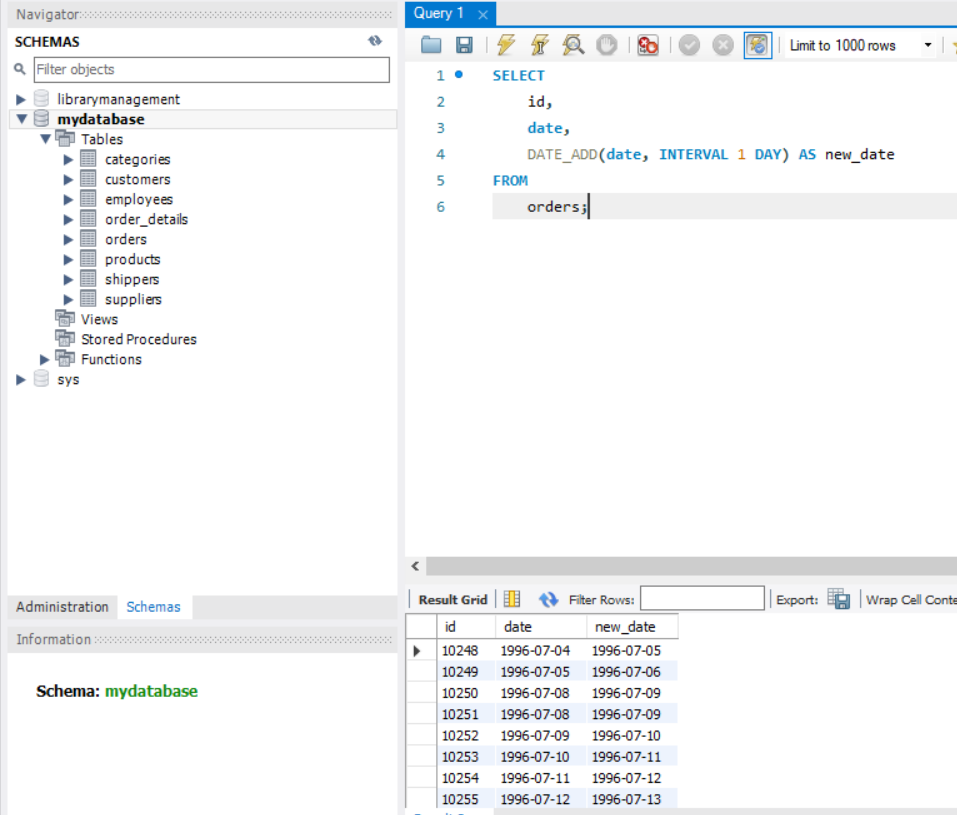 Navigator
SCHEMAS
Filter objects
librarymanagement
mydatabase
Tables
categories
customers
employees
order_details
orders
products
shippers
suppliers
Views
Stored Procedures
Functions
sys
Administration Schemas
Information
Schema: mydatabase
Query 1
Limit to 1000 rows
1 SELECT
2 id,
3 date,
4 DATE_ADD(date, INTERVAL 1 DAY) AS new_date
5 FROM
6 orders;
Result Grid Filter Rows: Export: Wrap Cell Conte
id date new_date
10248 1996-07-04 1996-07-05
10249 1996-07-05 1996-07-06
10250 1996-07-08 1996-07-09
10251 1996-07-08 1996-07-09
10252 1996-07-09 1996-07-10
10253 1996-07-10 1996-07-11
10254 1996-07-11 1996-07-12
10255 1996-07-12 1996-07-13